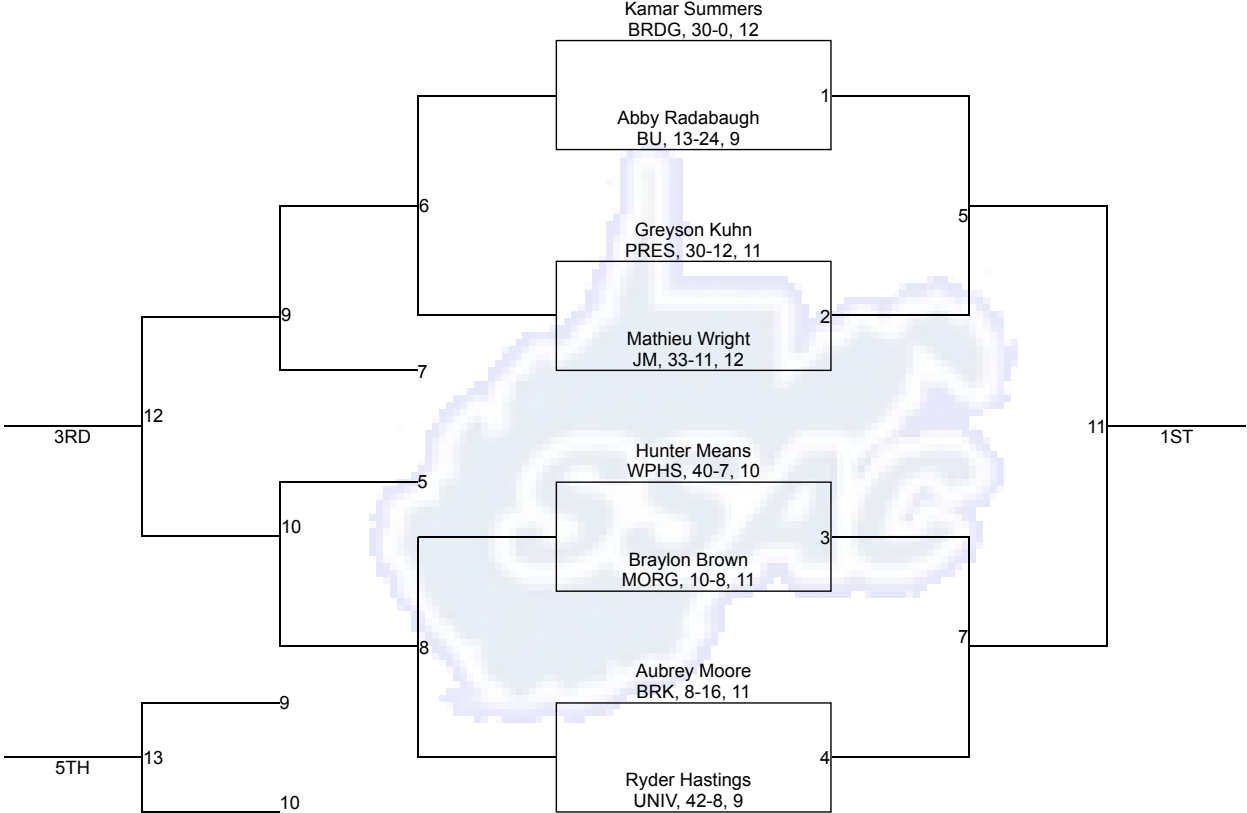 Kamar Summers
BRDG, 30-0, 12
1
Abby Radabaugh
BU, 13-24, 9
6
5
Greyson Kuhn
PRES, 30-12, 11
9
2
Mathieu Wright
JM, 33-11, 12
7
12
3RD
11
1ST
Hunter Means
WPHS, 40-7, 10
5
10
3
Braylon Brown
MORG, 10-8, 11
8
7
Aubrey Moore
BRK, 8-16, 11
9
13
5TH
4
Ryder Hastings
UNIV, 42-8, 9
10
SSAC